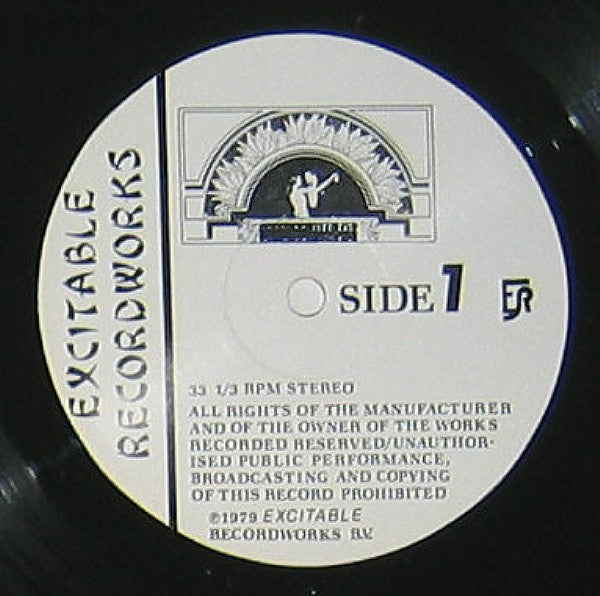 EXCITABLE
RECORDWORKS
SIDE 1
33 1/3 RPM STEREO
ALL RIGHTS OF THE MANUFACTURER
AND OF THE OWNER OF THE WORKS
RECORDED RESERVED/UNAUTHOR-
ISED PUBLIC PERFORMANCE,
BROADCASTING AND COPYING
OF THIS RECORD PROHIBITED
℗1979 EXCITABLE
RECORDWORKS B.V.